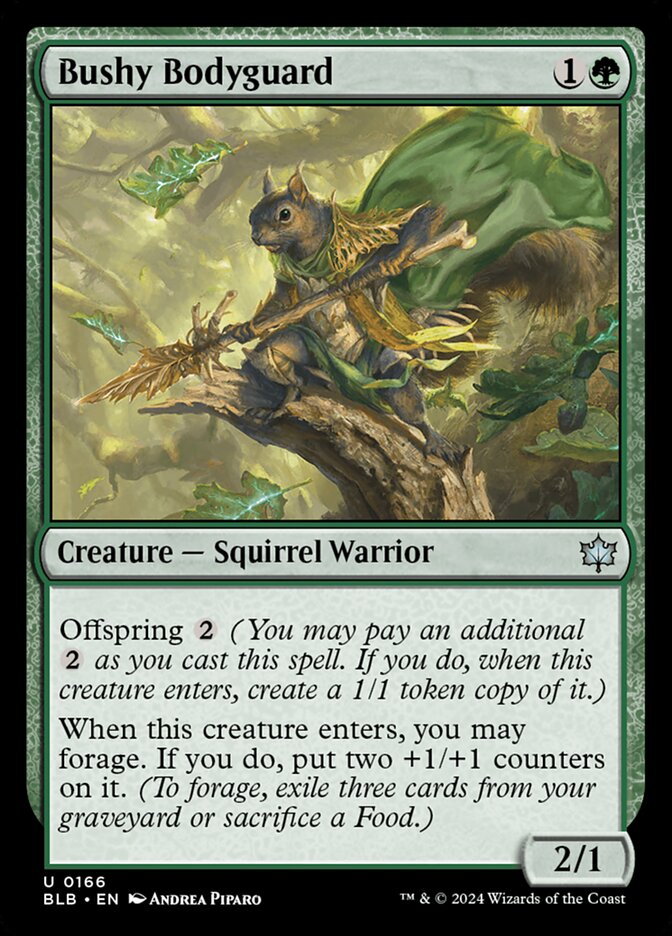 Bushy Bodyguard 1
Creature — Squirrel Warrior
Offspring 2 (You may pay an additional
2 as you cast this spell. If you do, when this
creature enters, create a 1/1 token copy of it.)
When this creature enters, you may
forage. If you do, put two +1/+1 counters
on it. (To forage, exile three cards from your
graveyard or sacrifice a Food.)
2/1
U 0166
BLB • EN Andrea Piparo
™ & © 2024 Wizards of the Coast